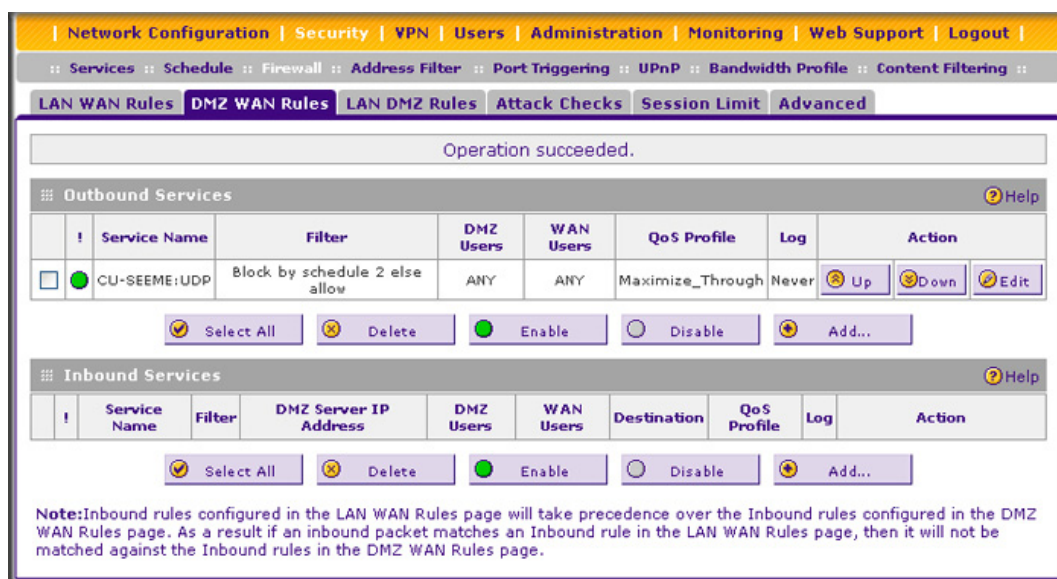 | Network Configuration | Security | VPN | Users | Administration | Monitoring | Web Support | Logout |
:: Services :: Schedule :: Firewall :: Address Filter :: Port Triggering :: UPnP :: Bandwidth Profile :: Content Filtering ::
LAN WAN Rules DMZ WAN Rules LAN DMZ Rules Attack Checks Session Limit Advanced
Operation succeeded.
Outbound Services ?Help
! Service Name Filter DMZ Users WAN Users QoS Profile Log Action
CU-SEEME:UDP Block by schedule 2 else allow ANY ANY Maximize_Through Never Up Down Edit
Select All Delete Enable Disable Add...
Inbound Services ?Help
! Service Name Filter DMZ Server IP Address DMZ Users WAN Users Destination QoS Profile Log Action
Select All Delete Enable Disable Add...
Note:Inbound rules configured in the LAN WAN Rules page will take precedence over the Inbound rules configured in the DMZ
WAN Rules page. As a result if an inbound packet matches an Inbound rule in the LAN WAN Rules page, then it will not be
matched against the Inbound rules in the DMZ WAN Rules page.